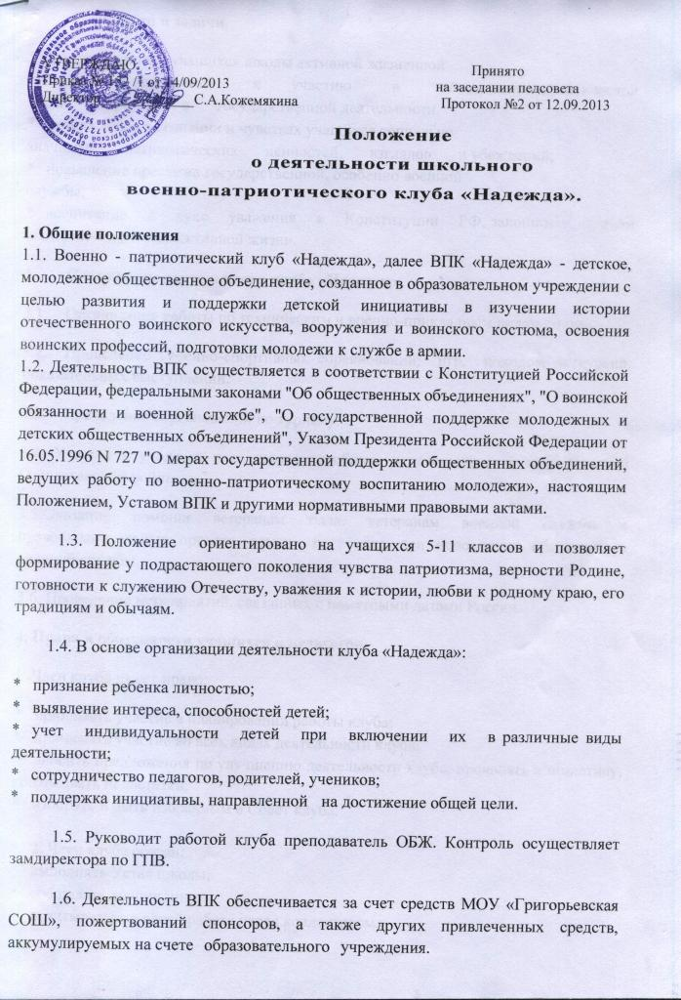 УТВЕРЖДАЮ
Приказ № /1 от 14/09/2013
Директор С.А.Кожемякина
Принято
на заседании педсовета
Протокол №2 от 12.09.2013
Положение
о деятельности школьного
военно-патриотического клуба «Надежда».
1. Общие положения
1.1. Военно - патриотический клуб «Надежда», далее ВПК «Надежда» - детское,
молодежное общественное объединение, созданное в образовательном учреждении с
целью развития и поддержки детской инициативы в изучении истории
отечественного воинского искусства, вооружения и воинского костюма, освоения
воинских профессий, подготовки молодежи к службе в армии.
1.2. Деятельность ВПК осуществляется в соответствии с Конституцией Российской
Федерации, федеральными законами "Об общественных объединениях", "О воинской
обязанности и военной службе", "О государственной поддержке молодежных и
детских общественных объединений", Указом Президента Российской Федерации от
16.05.1996 N 727 "О мерах государственной поддержки общественных объединений,
ведущих работу по военно-патриотическому воспитанию молодежи», настоящим
Положением, Уставом ВПК и другими нормативными правовыми актами.
1.3. Положение ориентировано на учащихся 5-11 классов и позволяет
формирование у подрастающего поколения чувства патриотизма, верности Родине,
готовности к служению Отечеству, уважения к истории, любви к родному краю, его
традициям и обычаям.
1.4. В основе организации деятельности клуба «Надежда»:
* признание ребенка личностью;
* выявление интереса, способностей детей;
* учет индивидуальности детей при включении их в различные виды
деятельности;
* сотрудничество педагогов, родителей, учеников;
* поддержка инициативы, направленной на достижение общей цели.
1.5. Руководит работой клуба преподаватель ОБЖ. Контроль осуществляет
замдиректора по ГПВ.
1.6. Деятельность ВПК обеспечивается за счет средств МОУ «Григорьевская
СОШ», пожертвований спонсоров, а также других привлеченных средств,
аккумулируемых на счете образовательного учреждения.